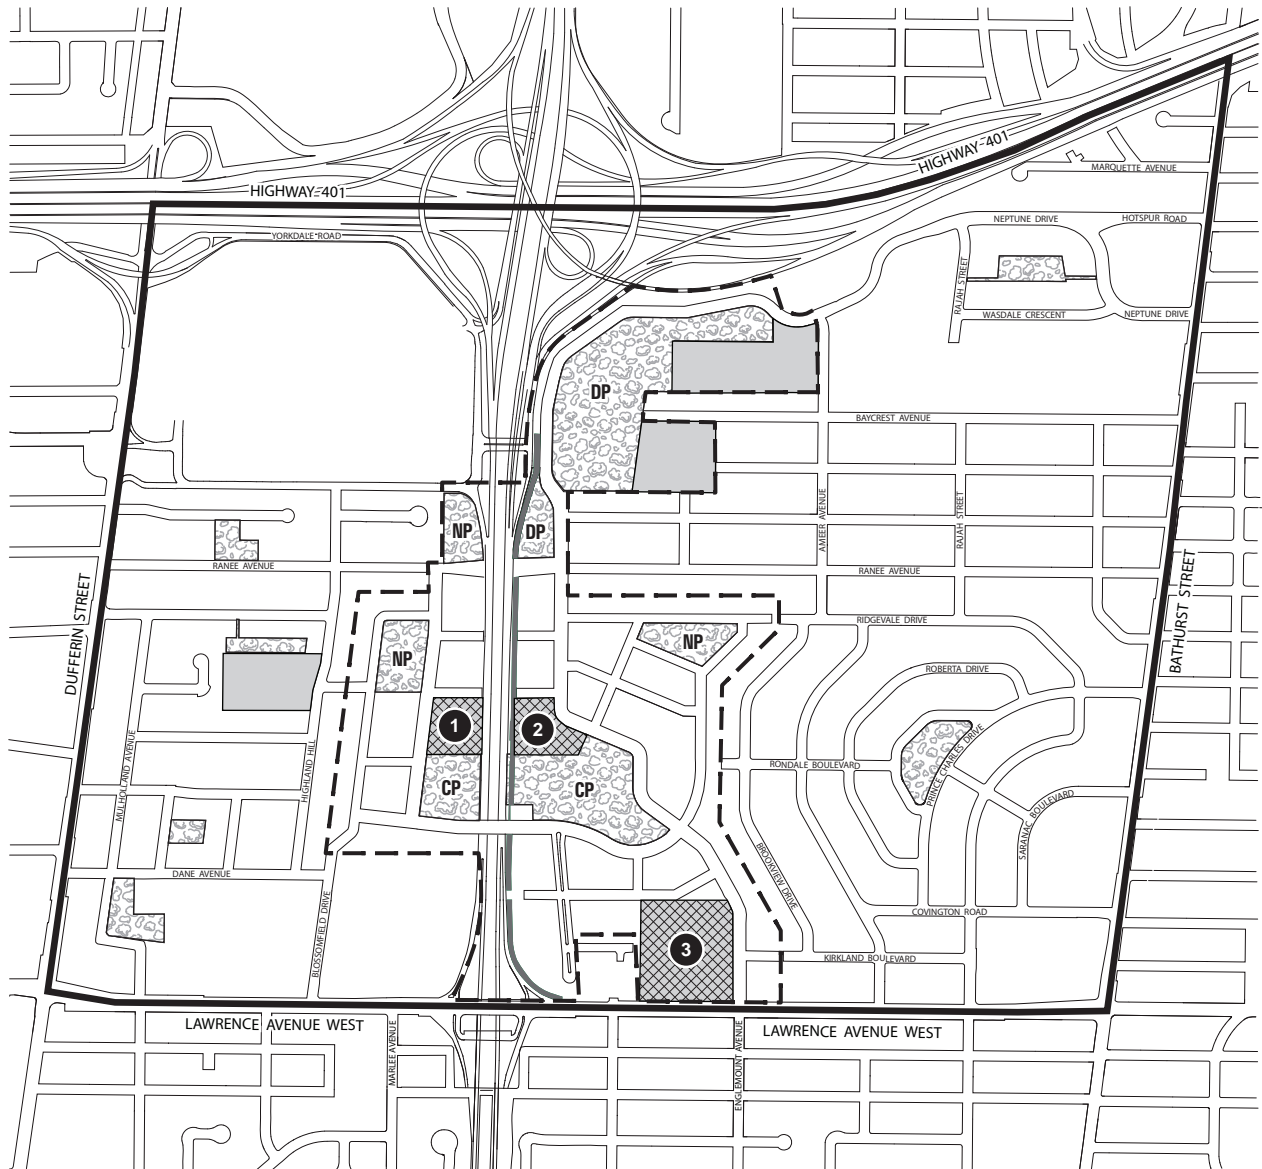 HIGHWAY 401
HIGHWAY 401
MARQUETTE AVENUE
NEPTUNE DRIVE
HOTSPUR ROAD
YORKDALE ROAD
RAJAH STREET
WASDALE CRESCENT
NEPTUNE DRIVE
DP
BAYCREST AVENUE
NP
DP
AMEER AVENUE
RAJAH STREET
RANEE AVENUE
RANEE AVENUE
DUFFERIN STREET
BATHURST STREET
RIDGEVALE DRIVE
NP
NP
ROBERTA DRIVE
1
2
PRINCE CHARLES DRIVE
MULHOLLAND AVENUE
HIGHLAND HILL
RONDALE BOULEVARD
CP
CP
SARANAC BOULEVARD
DANE AVENUE
BROOKVIEW DRIVE
COVINGTON ROAD
BLOSSOMFIELD DRIVE
3
KIRKLAND BOULEVARD
LAWRENCE AVENUE WEST
LAWRENCE AVENUE WEST
MARLEE AVENUE
ENGLEMOUNT AVENUE